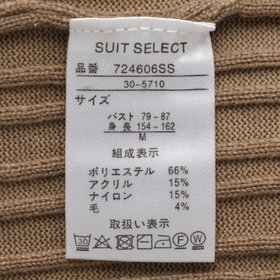 SUIT SELECT
品番 724606SS
30-5710
サイズ
バスト 79 - 87
身 長 154 - 162
M
組成表示
ポリエステル 66%
アクリル 15%
ナイロン 15%
毛 4%
取扱い表示